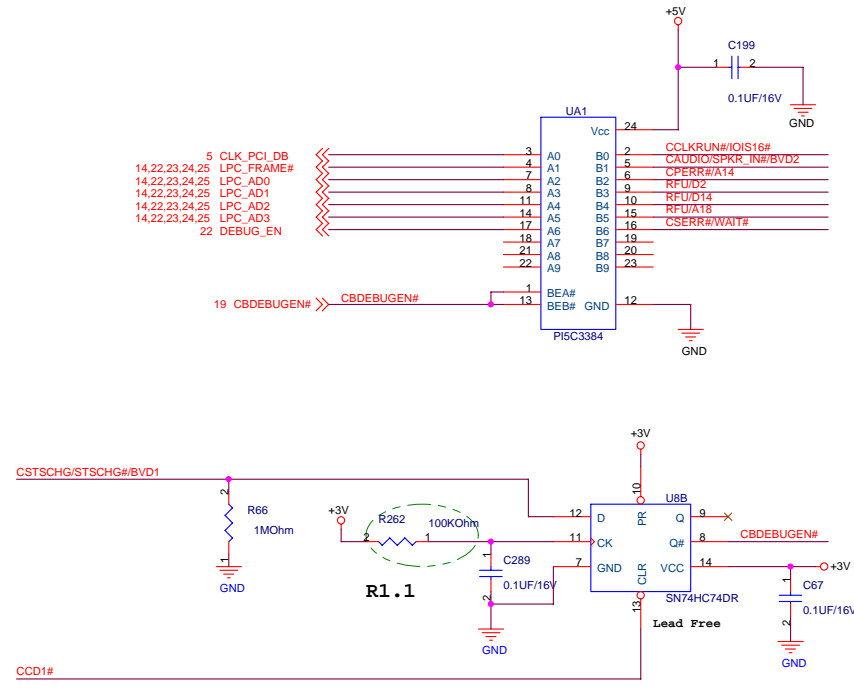 +5V
C199
1 2
0.1UF/16V
GND
UA1
Vcc 24
5 CLK_PCI_DB 3 A0 B0 2 CCLKRUN#/IOIS16#
14,22,23,24,25 LPC_FRAME# 4 A1 B1 5 CAUDIO/SPKR_IN#/BVD2
14,22,23,24,25 LPC_AD0 7 A2 B2 6 CPERR#/A14
14,22,23,24,25 LPC_AD1 8 A3 B3 9 RFU/D2
14,22,23,24,25 LPC_AD2 11 A4 B4 10 RFU/D14
14,22,23,24,25 LPC_AD3 14 A5 B5 15 RFU/A18
22 DEBUG_EN 17 A6 B6 16 CSERR#/WAIT#
18 A7 B7 19
21 A8 B8 20
22 A9 B9 23
1 BEA#
19 CBDEBUGEN# CBDEBUGEN# 13 BEB# GND 12
PI5C3384
GND
+3V
CSTSCHG/STSCHG#/BVD1
10
U8B
2
R66
1MOhm
1
GND
+3V
R262 100KOhm
2 1
12 D PR Q 9
11 CK Q# 8 CBDEBUGEN#
7 GND CLR VCC 14 +3V
1
C289
0.1UF/16V
2
GND
R1.1
SN74HC74DR
13
Lead Free
1
C67
0.1UF/16V
2
GND
CCD1#